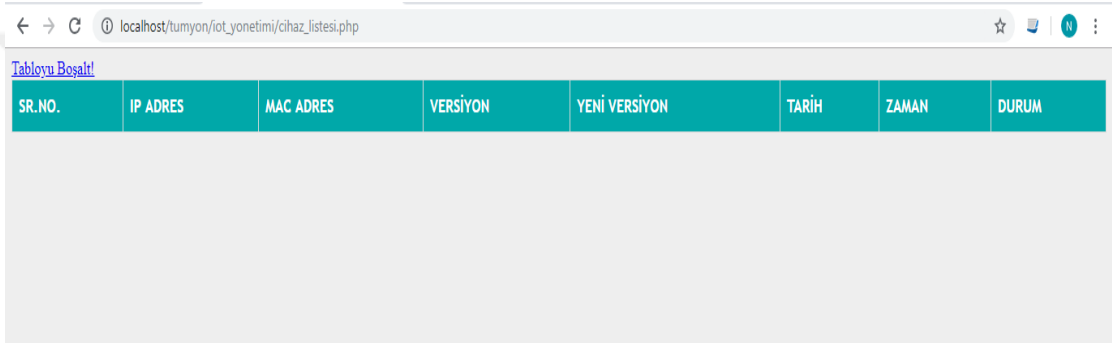 localhost/tumyon/iot_yonetimi/cihaz_listesi.php
N
Tabloyu Boşalt!
SR.NO. IP ADRES MAC ADRES VERSİYON YENİ VERSİYON TARİH ZAMAN DURUM